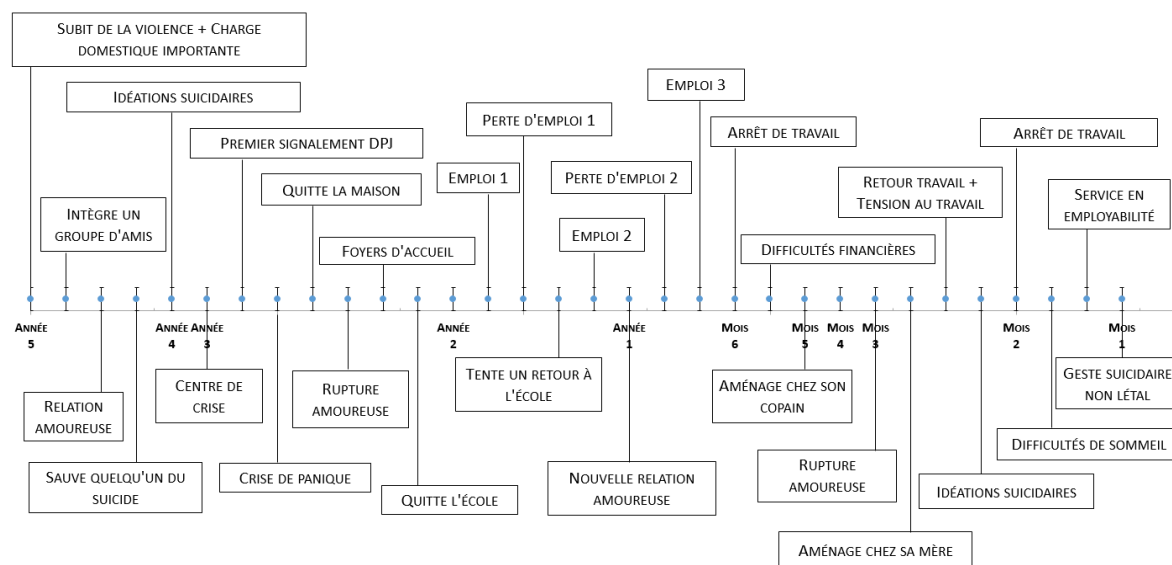 SUBIT DE LA VIOLENCE + CHARGE
DOMESTIQUE IMPORTANTE
IDÉATIONS SUICIDAIRES
EMPLOI 3
PERTE D'EMPLOI 1
ARRÊT DE TRAVAIL
ARRÊT DE TRAVAIL
PREMIER SIGNALEMENT DPJ
QUITTE LA MAISON
EMPLOI 1
PERTE D'EMPLOI 2
RETOUR TRAVAIL +
TENSION AU TRAVAIL
SERVICE EN
EMPLOYABILITÉ
INTÈGRE UN
GROUPE D'AMIS
EMPLOI 2
FOYERS D'ACCUEIL
DIFFICULTÉS FINANCIÈRES
ANNÉE
5
ANNÉE
4
ANNÉE
3
ANNÉE
2
ANNÉE
1
MOIS
6
MOIS
5
MOIS
4
MOIS
3
MOIS
2
MOIS
1
CENTRE DE
CRISE
RUPTURE
AMOUREUSE
TENTE UN RETOUR À
L'ÉCOLE
AMÉNAGE CHEZ SON
COPAIN
GESTE SUICIDAIRE
NON LÉTAL
RELATION
AMOUREUSE
DIFFICULTÉS DE SOMMEIL
SAUVE QUELQU'UN DU
SUICIDE
CRISE DE PANIQUE
QUITTE L'ÉCOLE
NOUVELLE RELATION
AMOUREUSE
RUPTURE
AMOUREUSE
IDÉATIONS SUICIDAIRES
AMÉNAGE CHEZ SA MÈRE